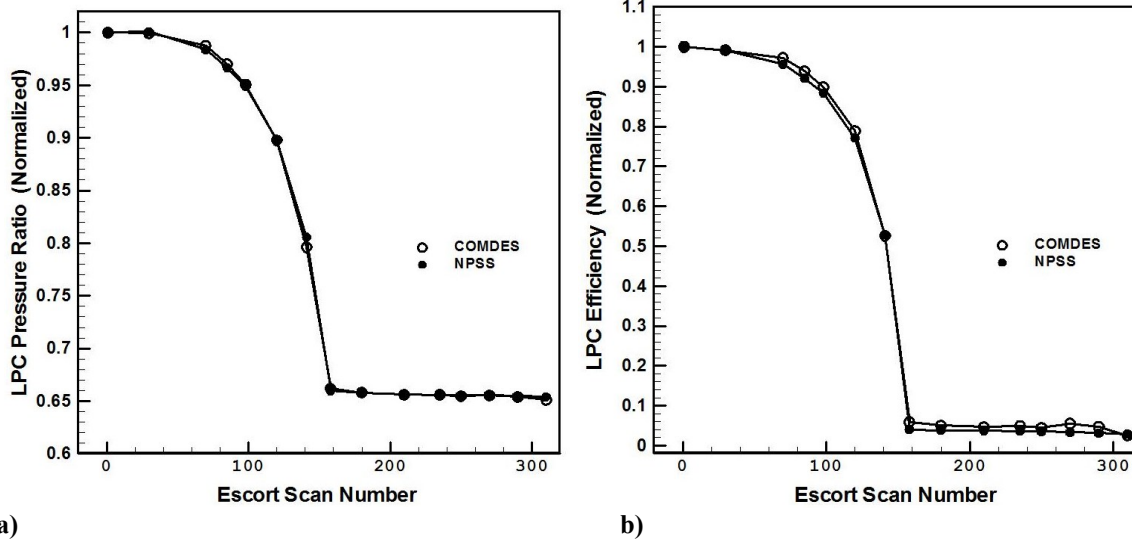 LPC Pressure Ratio (Normalized)
1
0.95
0.9
0.85
0.8
0.75
0.7
0.65
0.6
0
100
200
300
Escort Scan Number
COMDES
NPSS
a)
LPC Efficiency (Normalized)
1.1
1
0.9
0.8
0.7
0.6
0.5
0.4
0.3
0.2
0.1
0
0
100
200
300
Escort Scan Number
COMDES
NPSS
b)